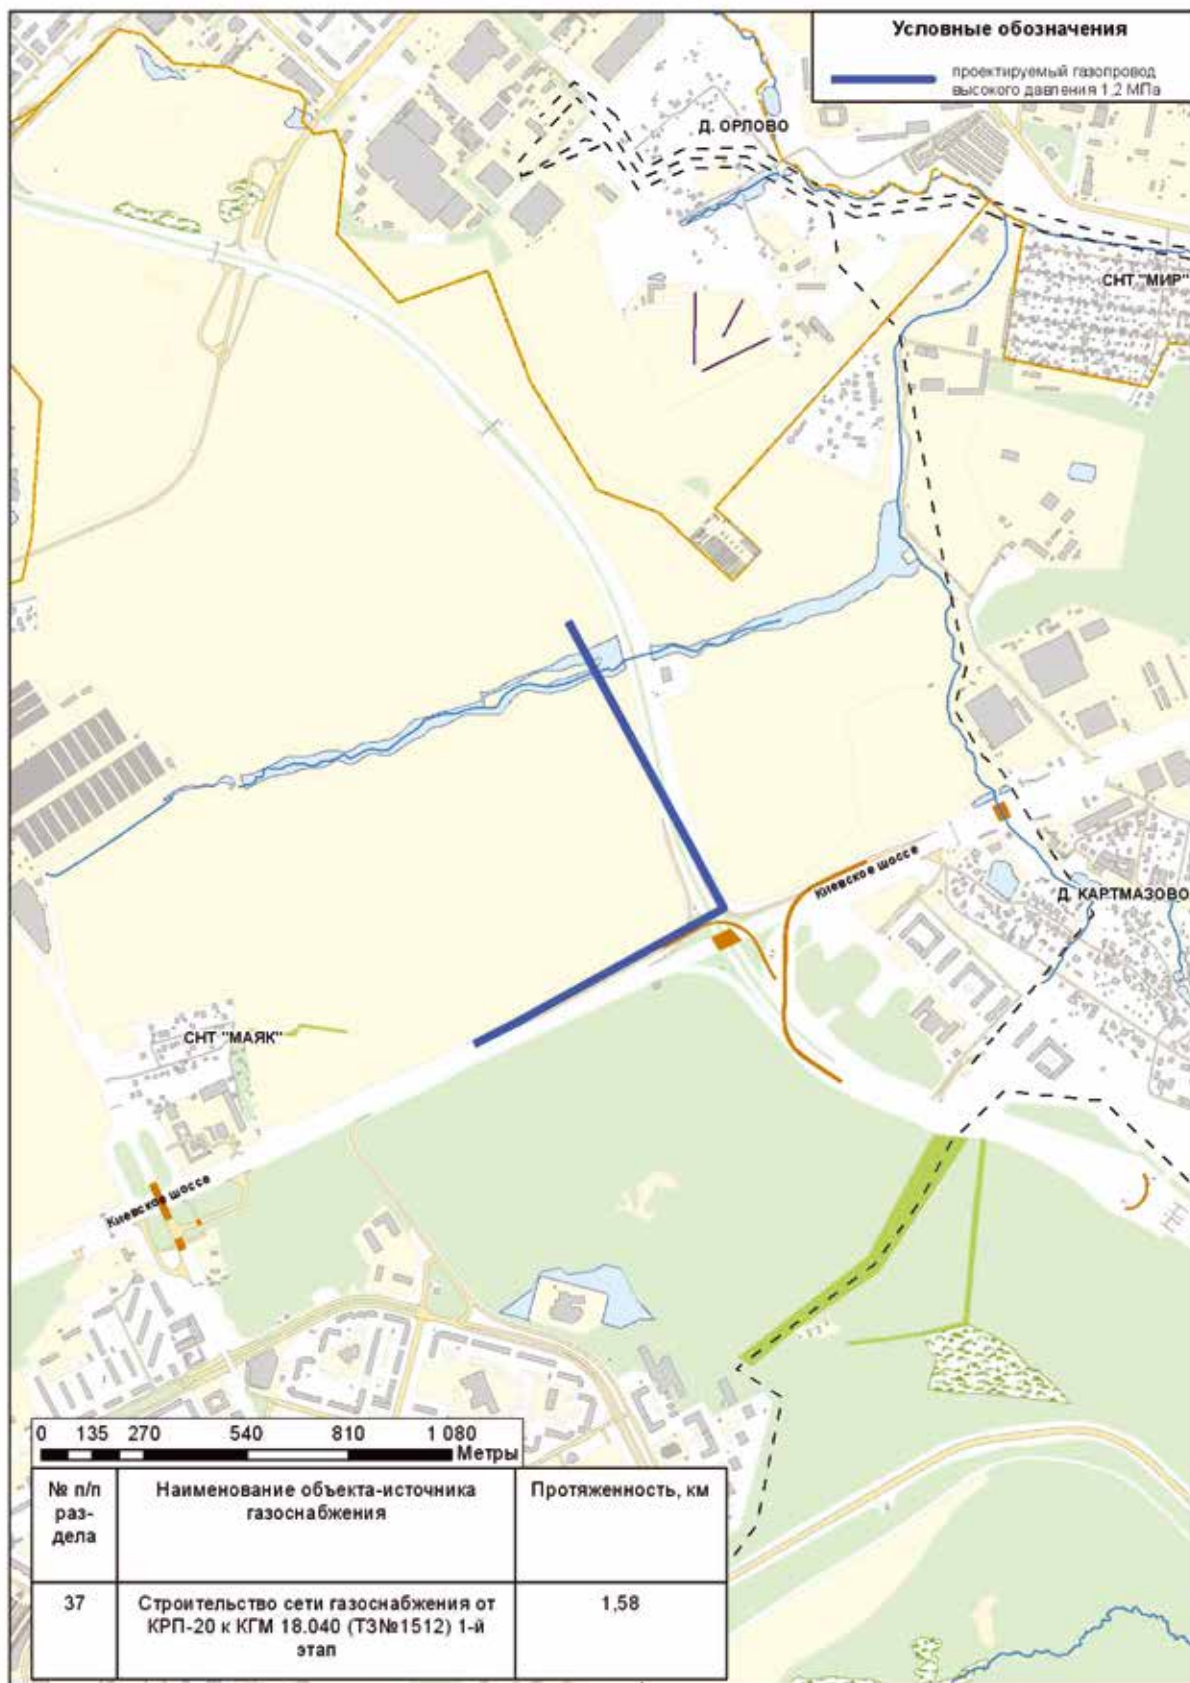 Условные обозначения
проектируемый газопровод
высокого давления 1,2 МПа
Д. ОРЛОВО
СНТ "МИР"
Киевское шоссе
Д. КАРТМАЗОВО
СНТ "МАЯК"
Киевское шоссе
0 135 270 540 810 1 080
Метры
№ п/п
раз-
дела
Наименование объекта-источника
газоснабжения
Протяженность, км
37
Строительство сети газоснабжения от
КРП-20 к КГМ 18.040 (ТЗ№1512) 1-й
этап
1,58